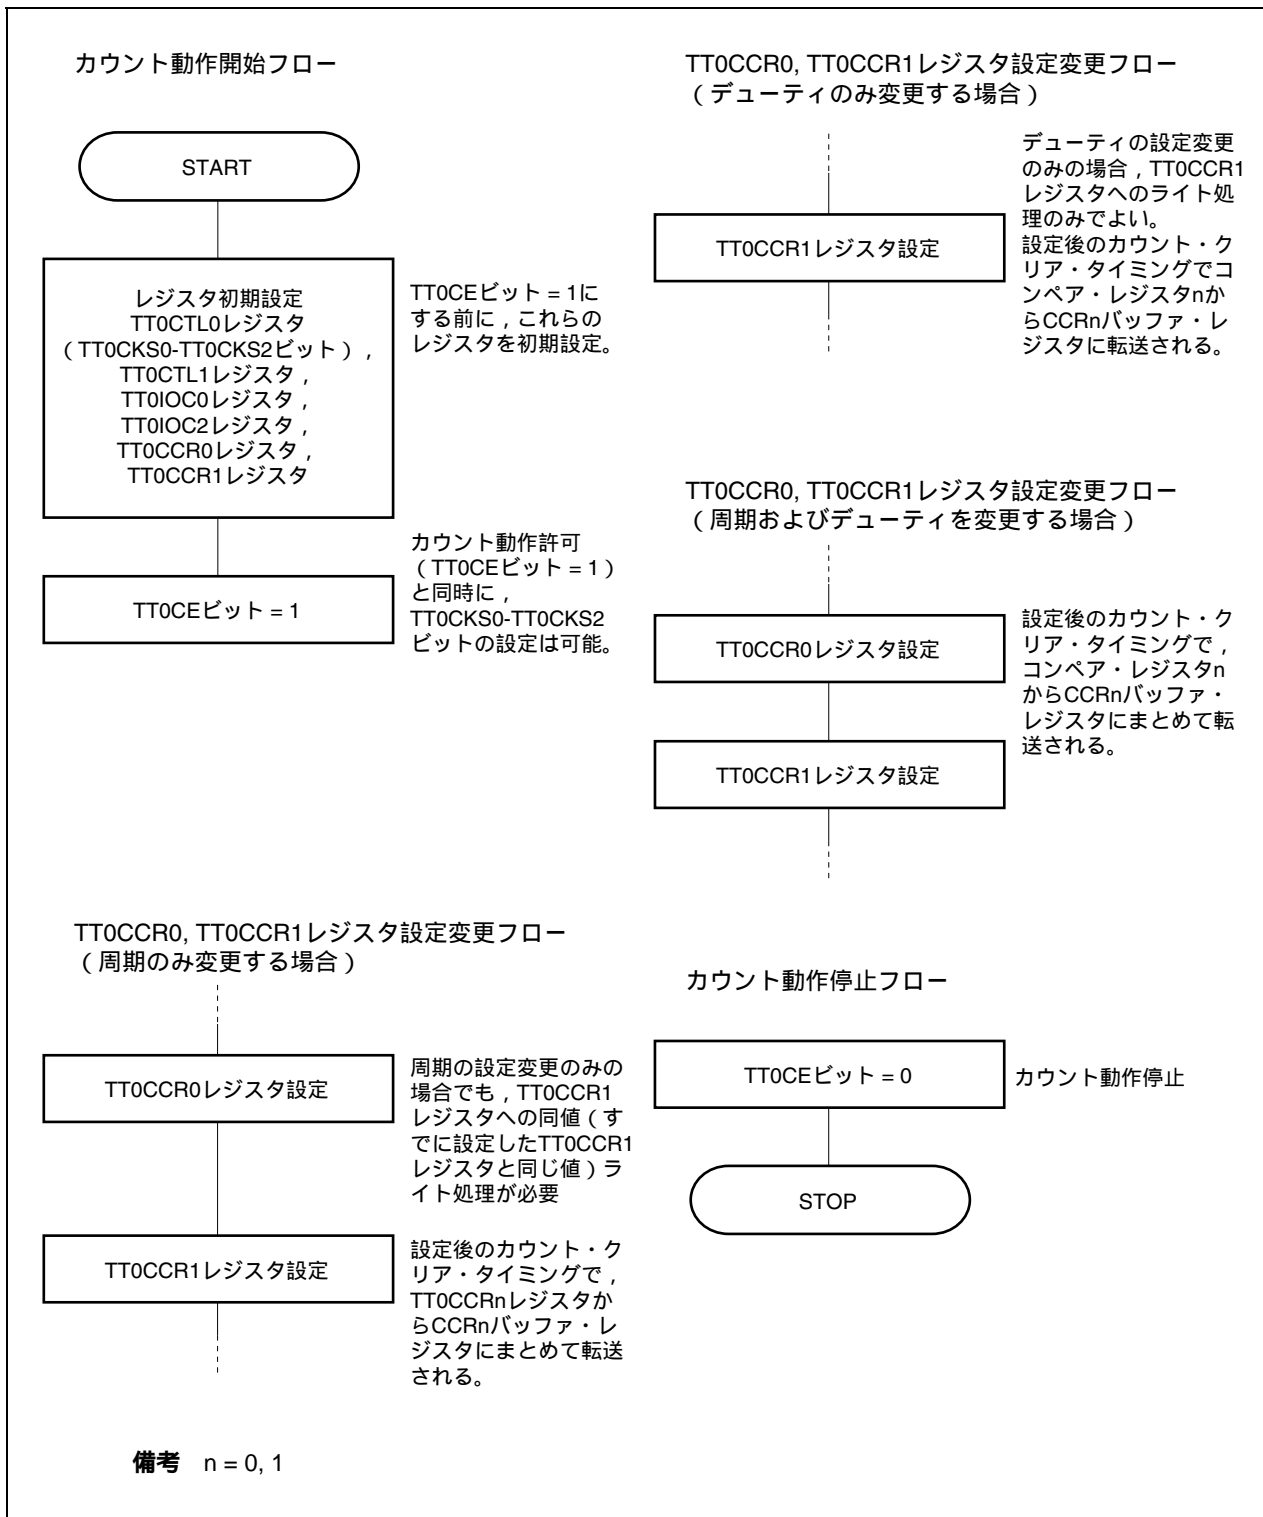 カウント動作開始フロー
START
レジスタ初期設定
TT0CTL0レジスタ
（TT0CKS0-TT0CKS2ビット），
TT0CTL1レジスタ，
TT0IOC0レジスタ，
TT0IOC2レジスタ，
TT0CCR0レジスタ，
TT0CCR1レジスタ
TT0CEビット = 1に
する前に，これらの
レジスタを初期設定。
TT0CEビット = 1
カウント動作許可
（TT0CEビット = 1）
と同時に，
TT0CKS0-TT0CKS2
ビットの設定は可能。
TT0CCR0, TT0CCR1レジスタ設定変更フロー
（周期のみ変更する場合）
TT0CCR0レジスタ設定
周期の設定変更のみの
場合でも，TT0CCR1
レジスタへの同値（す
でに設定したTT0CCR1
レジスタと同じ値）ラ
イト処理が必要
TT0CCR1レジスタ設定
設定後のカウント・ク
リア・タイミングで，
TT0CCRnレジスタか
らCCRnバッファ・レ
ジスタにまとめて転送
される。
TT0CCR0, TT0CCR1レジスタ設定変更フロー
（デューティのみ変更する場合）
TT0CCR1レジスタ設定
デューティの設定変更
のみの場合，TT0CCR1
レジスタへのライト処
理のみでよい。
設定後のカウント・ク
リア・タイミングでコ
ンペア・レジスタnか
らCCRnバッファ・レ
ジスタに転送される。
TT0CCR0, TT0CCR1レジスタ設定変更フロー
（周期およびデューティを変更する場合）
TT0CCR0レジスタ設定
設定後のカウント・ク
リア・タイミングで，
コンペア・レジスタn
からCCRnバッファ・
レジスタにまとめて転
送される。
TT0CCR1レジスタ設定
カウント動作停止フロー
TT0CEビット = 0
カウント動作停止
STOP
備考 n = 0, 1